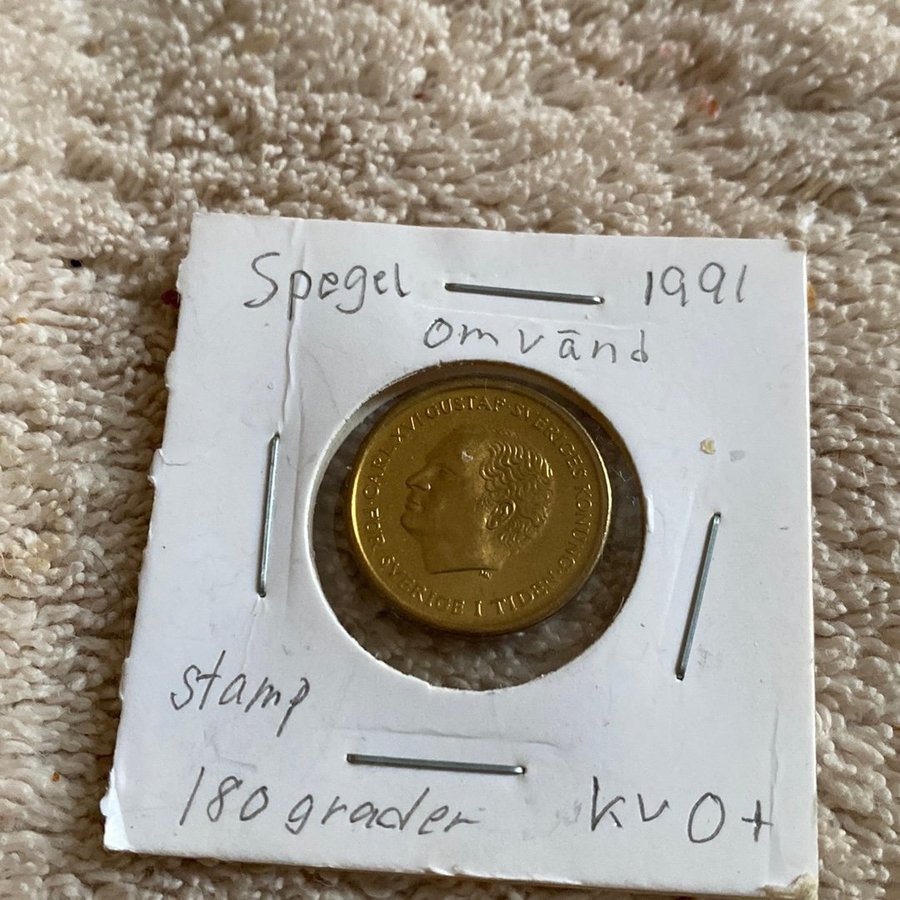 Spegel 1991
omvänd
CARL XVI GUSTAF SVERIGES KONUNG
FÖR SVERIGE I TIDEN
stamp
180 grader kv 0+